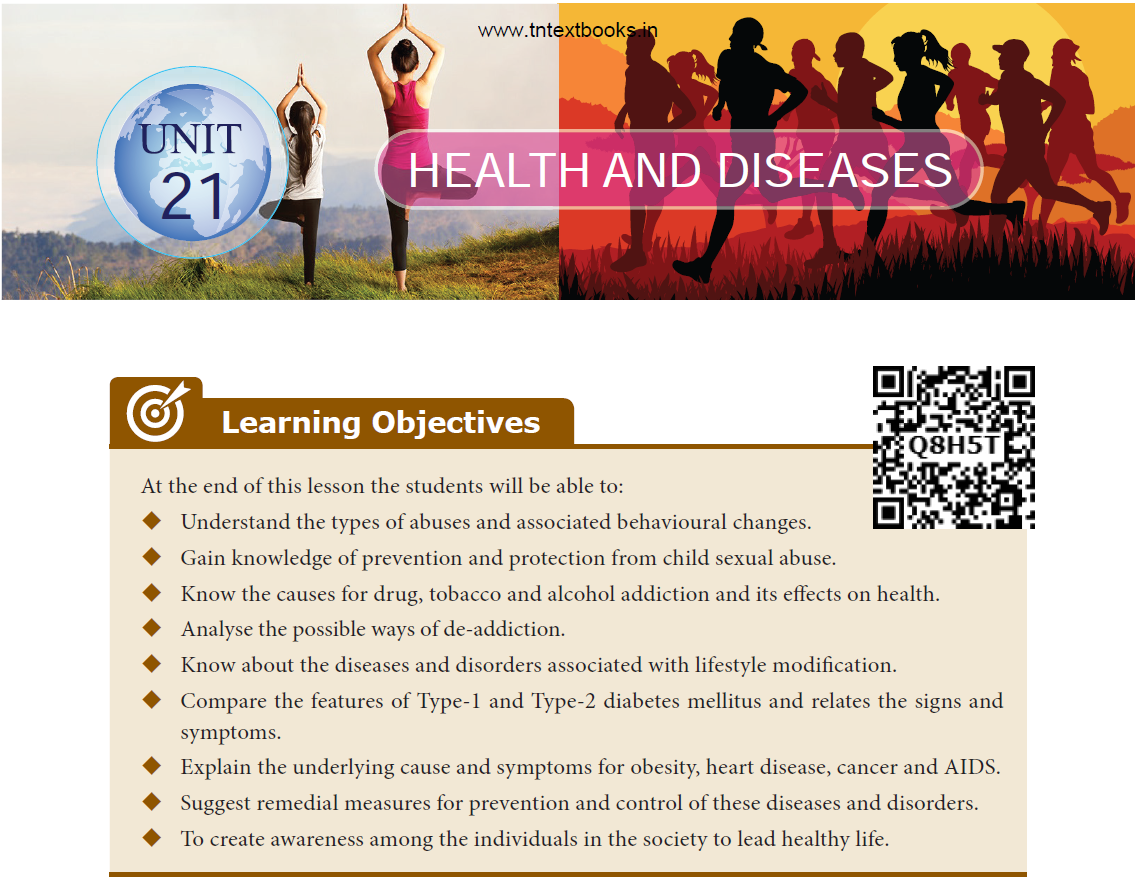 www.tntextbooks.in
UNIT
21
HEALTH AND DISEASES
Learning Objectives
Q8H5T
At the end of this lesson the students will be able to:
◆ Understand the types of abuses and associated behavioural changes.
◆ Gain knowledge of prevention and protection from child sexual abuse.
◆ Know the causes for drug, tobacco and alcohol addiction and its effects on health.
◆ Analyse the possible ways of de-addiction.
◆ Know about the diseases and disorders associated with lifestyle modification.
◆ Compare the features of Type-1 and Type-2 diabetes mellitus and relates the signs and
symptoms.
◆ Explain the underlying cause and symptoms for obesity, heart disease, cancer and AIDS.
◆ Suggest remedial measures for prevention and control of these diseases and disorders.
◆ To create awareness among the individuals in the society to lead healthy life.